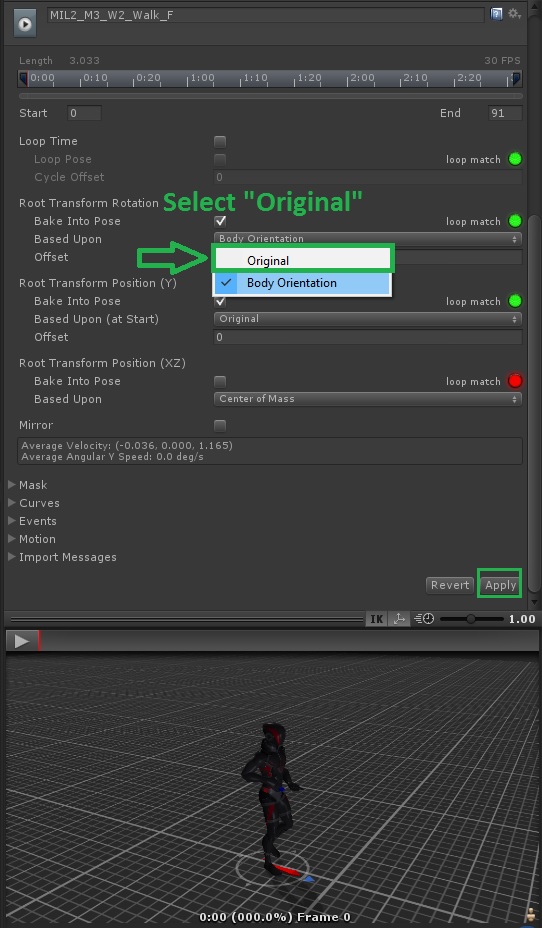 MIL2_M3_W2_Walk_F
Length 3.033 30 FPS
0:00 0:10 0:20 1:00 1:10 1:20 2:00 2:10 2:20 3:
Start 0 End 91
Loop Time
Loop Pose loop match
Cycle Offset 0
Select "Original"
Root Transform Rotation
Bake Into Pose loop match
Based Upon Body Orientation
Offset
Original
Body Orientation
Root Transform Position (Y)
Bake Into Pose loop match
Based Upon (at Start) Original
Offset 0
Root Transform Position (XZ)
Bake Into Pose loop match
Based Upon Center of Mass
Mirror
Average Velocity: (-0.036, 0.000, 1.165)
Average Angular Y Speed: 0.0 deg/s
Mask
Curves
Events
Motion
Import Messages
Revert Apply
IK 1.00
0:00 (000.0%) Frame 0